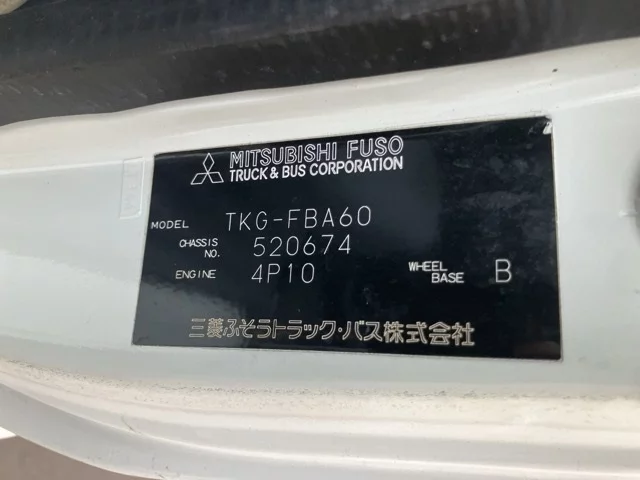 MITSUBISHI FUSO
TRUCK & BUS CORPORATION
MODEL TKG-FBA60
CHASSIS NO. 520674
ENGINE 4P10 WHEEL BASE B
三菱ふそうトラック・バス株式会社